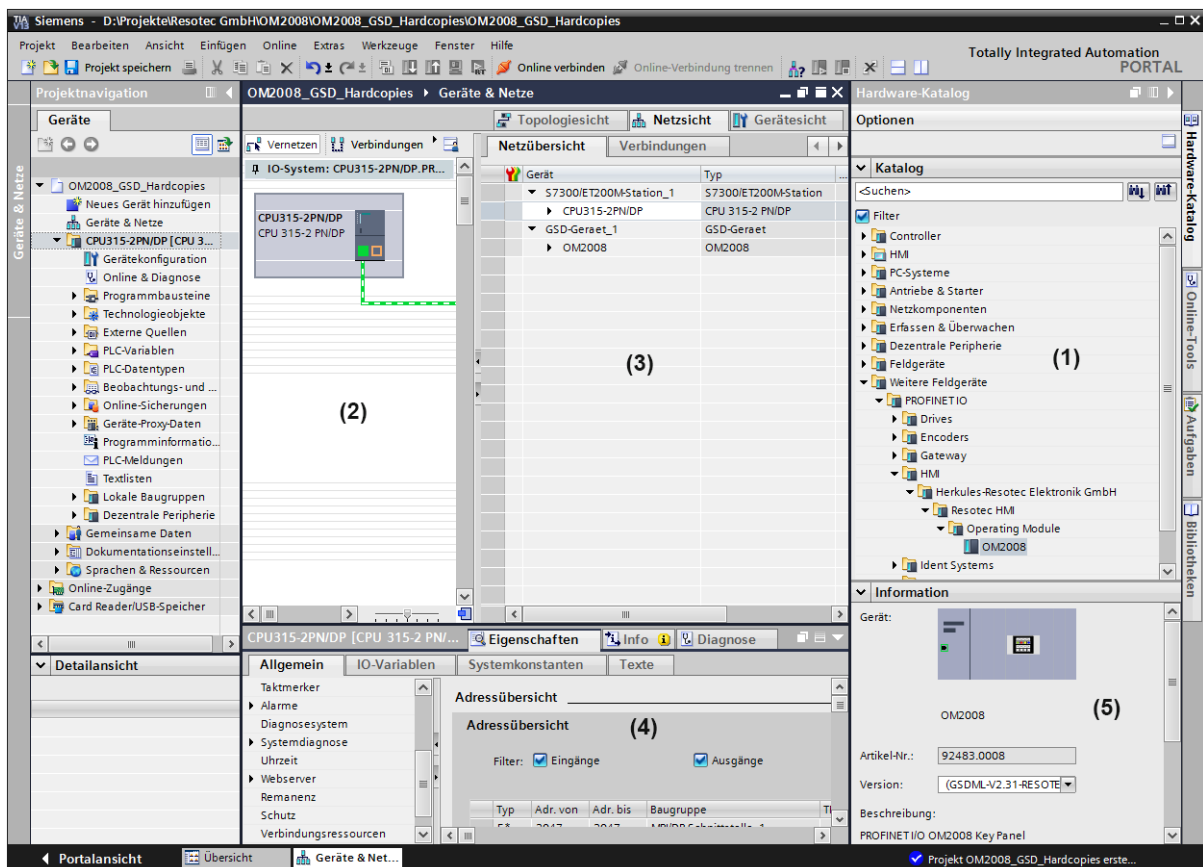 Siemens - D:\Projekte\Resotec GmbH\OM2008\OM2008_GSD_Hardcopies\OM2008_GSD_Hardcopies
Projekt Bearbeiten Ansicht Einfügen Online Extras Werkzeuge Fenster Hilfe
Totally Integrated Automation
PORTAL
Projekt speichern Online verbinden Online-Verbindung trennen
Projektnavigation
Geräte
Geräte & Netze
OM2008_GSD_Hardcopies
Neues Gerät hinzufügen
Geräte & Netze
CPU315-2PN/DP [CPU 3...
Gerätekonfiguration
Online & Diagnose
Programmbausteine
Technologieobjekte
Externe Quellen
PLC-Variablen
PLC-Datentypen
Beobachtungs- und ...
Online-Sicherungen
Geräte-Proxy-Daten
Programminformatio...
PLC-Meldungen
Textlisten
Lokale Baugruppen
Dezentrale Peripherie
Gemeinsame Daten
Dokumentationseinstell...
Sprachen & Ressourcen
Online-Zugänge
Card Reader/USB-Speicher
Detailansicht
OM2008_GSD_Hardcopies Geräte & Netze
Topologiesicht Netzsicht Gerätesicht
Vernetzen Verbindungen
IO-System: CPU315-2PN/DP.PR...
CPU315-2PN/DP
CPU 315-2 PN/DP
(2)
Netzübersicht Verbindungen
Gerät Typ ...
S7300/ET200M-Station_1 S7300/ET200M-Station
CPU315-2PN/DP CPU 315-2 PN/DP
GSD-Geraet_1 GSD-Geraet
OM2008 OM2008
(3)
CPU315-2PN/DP [CPU 315-2 PN/...
Eigenschaften Info Diagnose
Allgemein IO-Variablen Systemkonstanten Texte
Taktmerker
Alarme
Diagnosesystem
Systemdiagnose
Uhrzeit
Webserver
Remanenz
Schutz
Verbindungsressourcen
Adressübersicht
Adressübersicht
(4)
Filter: Eingänge Ausgänge
Typ Adr. von Adr. bis Baugruppe
Hardware-Katalog
Optionen
Katalog
<Suchen>
Filter
Controller
HMI
PC-Systeme
Antriebe & Starter
Netzkomponenten
Erfassen & Überwachen
Dezentrale Peripherie
Feldgeräte
Weitere Feldgeräte
PROFINET IO
Drives
Encoders
Gateway
HMI
Herkules-Resotec Elektronik GmbH
Resotec HMI
Operating Module
OM2008
Ident Systems
(1)
Information
Gerät:
OM2008
(5)
Artikel-Nr.: 92483.0008
Version: (GSDML-V2.31-RESOTE
Beschreibung:
PROFINET I/O OM2008 Key Panel
Hardware-Katalog
Online-Tools
Aufgaben
Bibliotheken
Portalansicht Übersicht Geräte & Net...
Projekt OM2008_GSD_Hardcopies erste...